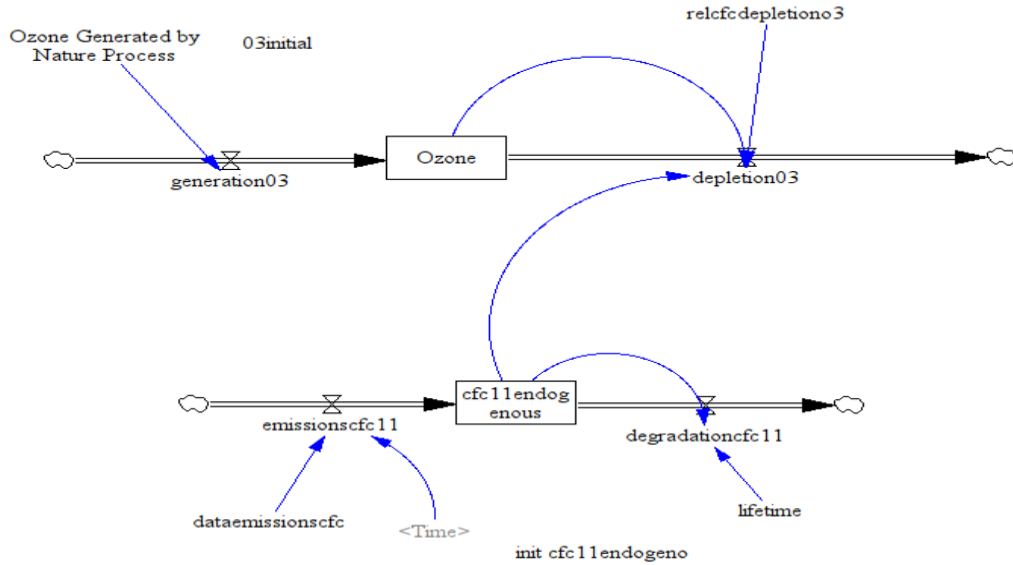 relcfcdepletiono3
Ozone Generated by
Nature Process
03initial
Ozone
generation03
depletion03
cfc11endog
enous
emissionscfc11
degradationcfc11
dataemissionscfc
<Time>
lifetime
init cfc11endogeno